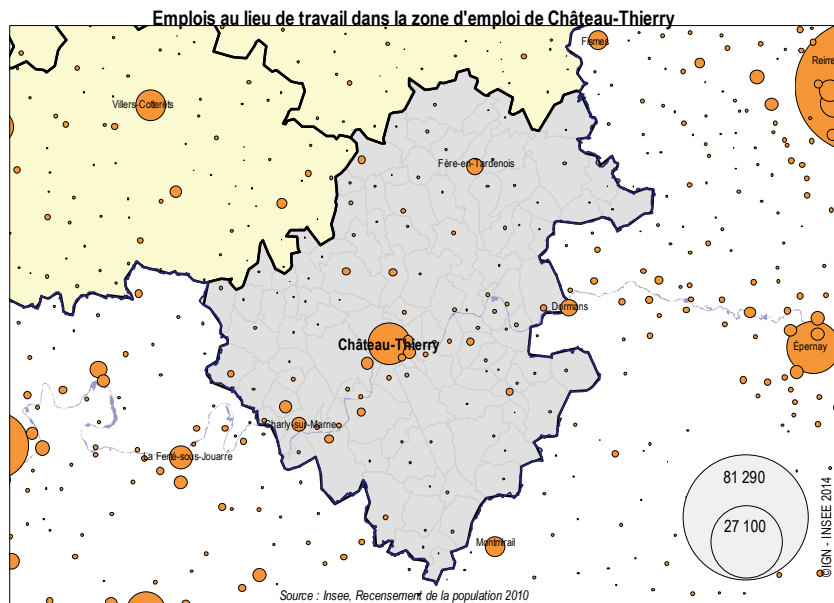 Emplois au lieu de travail dans la zone d'emploi de Château-Thierry
Fismes
Reims
Villers-Cotterêts
Fère-en-Tardenois
Dormans
Château-Thierry
Épernay
Charly-sur-Marne
La Ferté-sous-Jouarre
81 290
27 100
Montmirail
©IGN - INSEE 2014
Source : Insee, Recensement de la population 2010